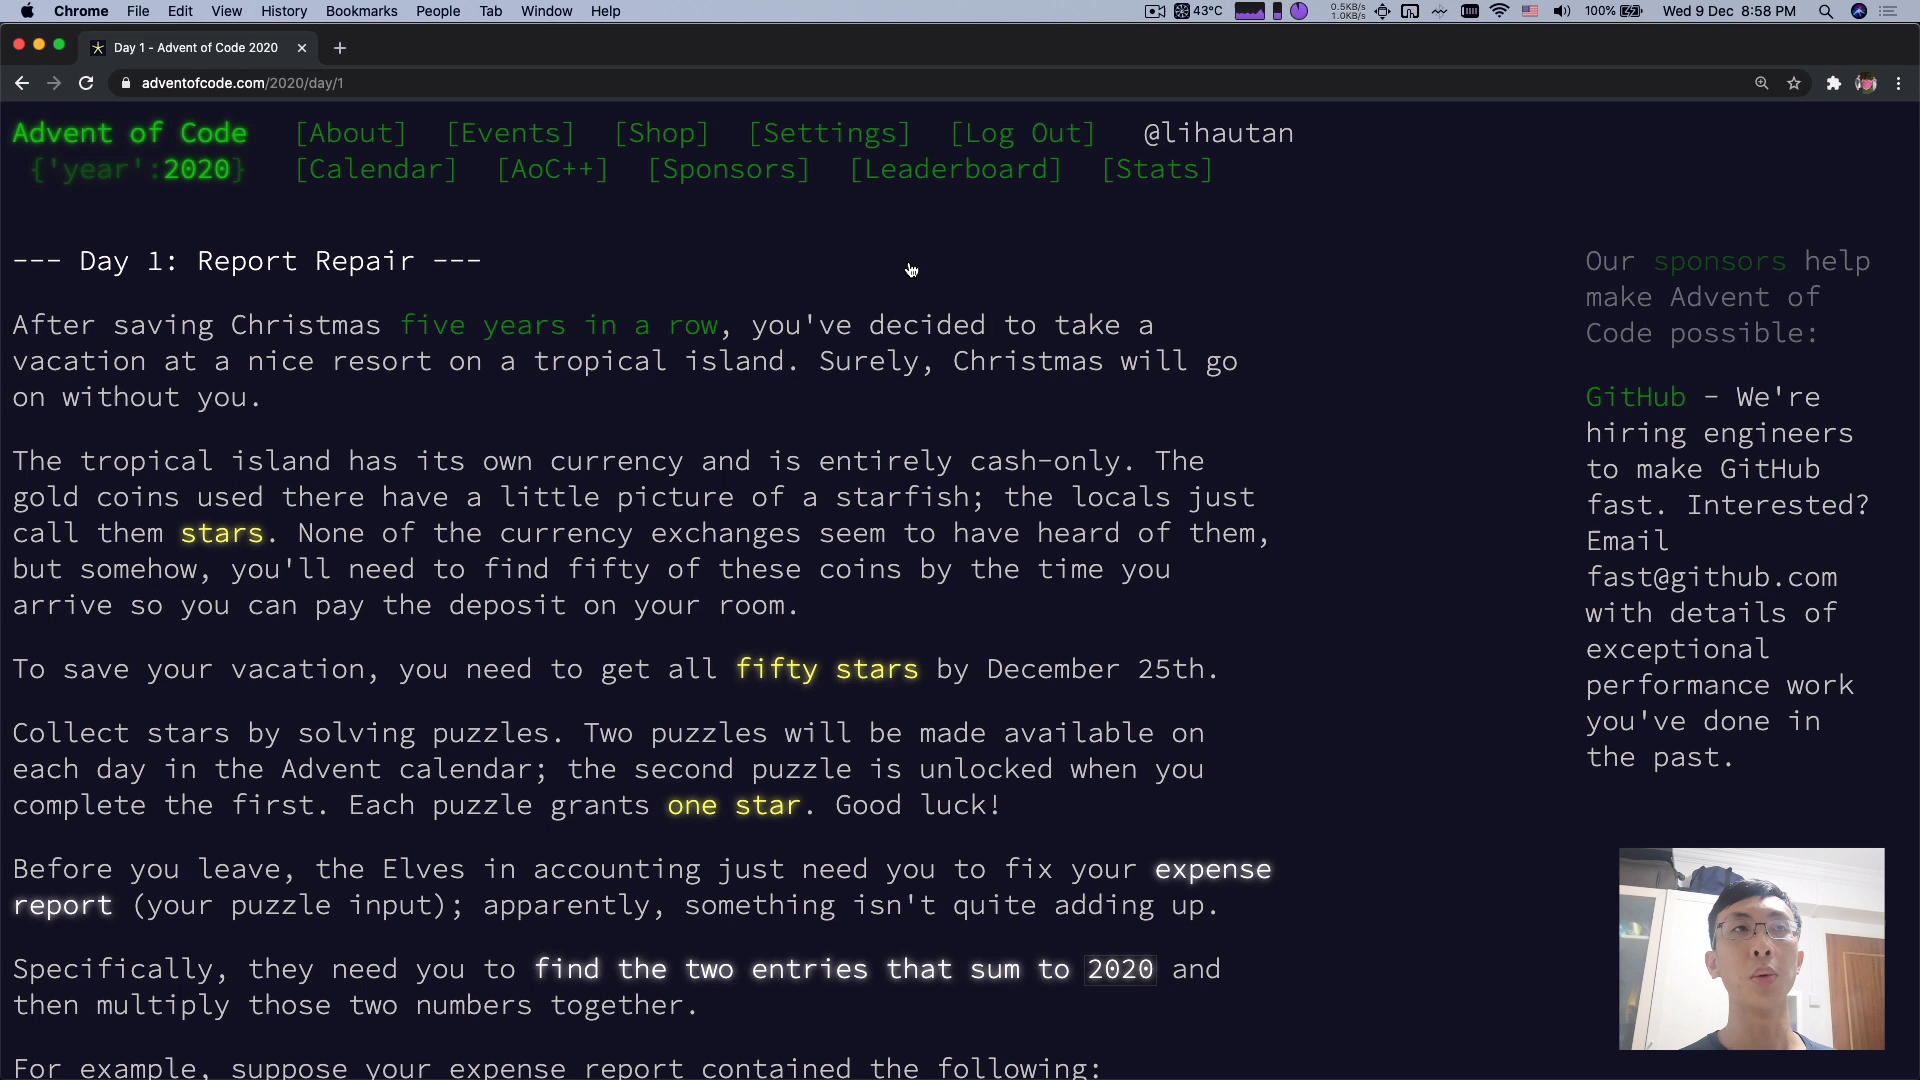 Chrome File Edit View History Bookmarks People Tab Window Help 43°C 0.5KB/s 1.0KB/s 100% Wed 9 Dec 8:58 PM
Day 1 - Advent of Code 2020
adventofcode.com/2020/day/1
Advent of Code [About] [Events] [Shop] [Settings] [Log Out] @lihautan
{'year':2020} [Calendar] [AoC++] [Sponsors] [Leaderboard] [Stats]
--- Day 1: Report Repair ---
After saving Christmas five years in a row, you've decided to take a
vacation at a nice resort on a tropical island. Surely, Christmas will go
on without you.
The tropical island has its own currency and is entirely cash-only. The
gold coins used there have a little picture of a starfish; the locals just
call them stars. None of the currency exchanges seem to have heard of them,
but somehow, you'll need to find fifty of these coins by the time you
arrive so you can pay the deposit on your room.
To save your vacation, you need to get all fifty stars by December 25th.
Collect stars by solving puzzles. Two puzzles will be made available on
each day in the Advent calendar; the second puzzle is unlocked when you
complete the first. Each puzzle grants one star. Good luck!
Before you leave, the Elves in accounting just need you to fix your expense
report (your puzzle input); apparently, something isn't quite adding up.
Specifically, they need you to find the two entries that sum to 2020 and
then multiply those two numbers together.
For example, suppose your expense report contained the following:
Our sponsors help
make Advent of
Code possible:
GitHub - We're
hiring engineers
to make GitHub
fast. Interested?
Email
fast@github.com
with details of
exceptional
performance work
you've done in
the past.